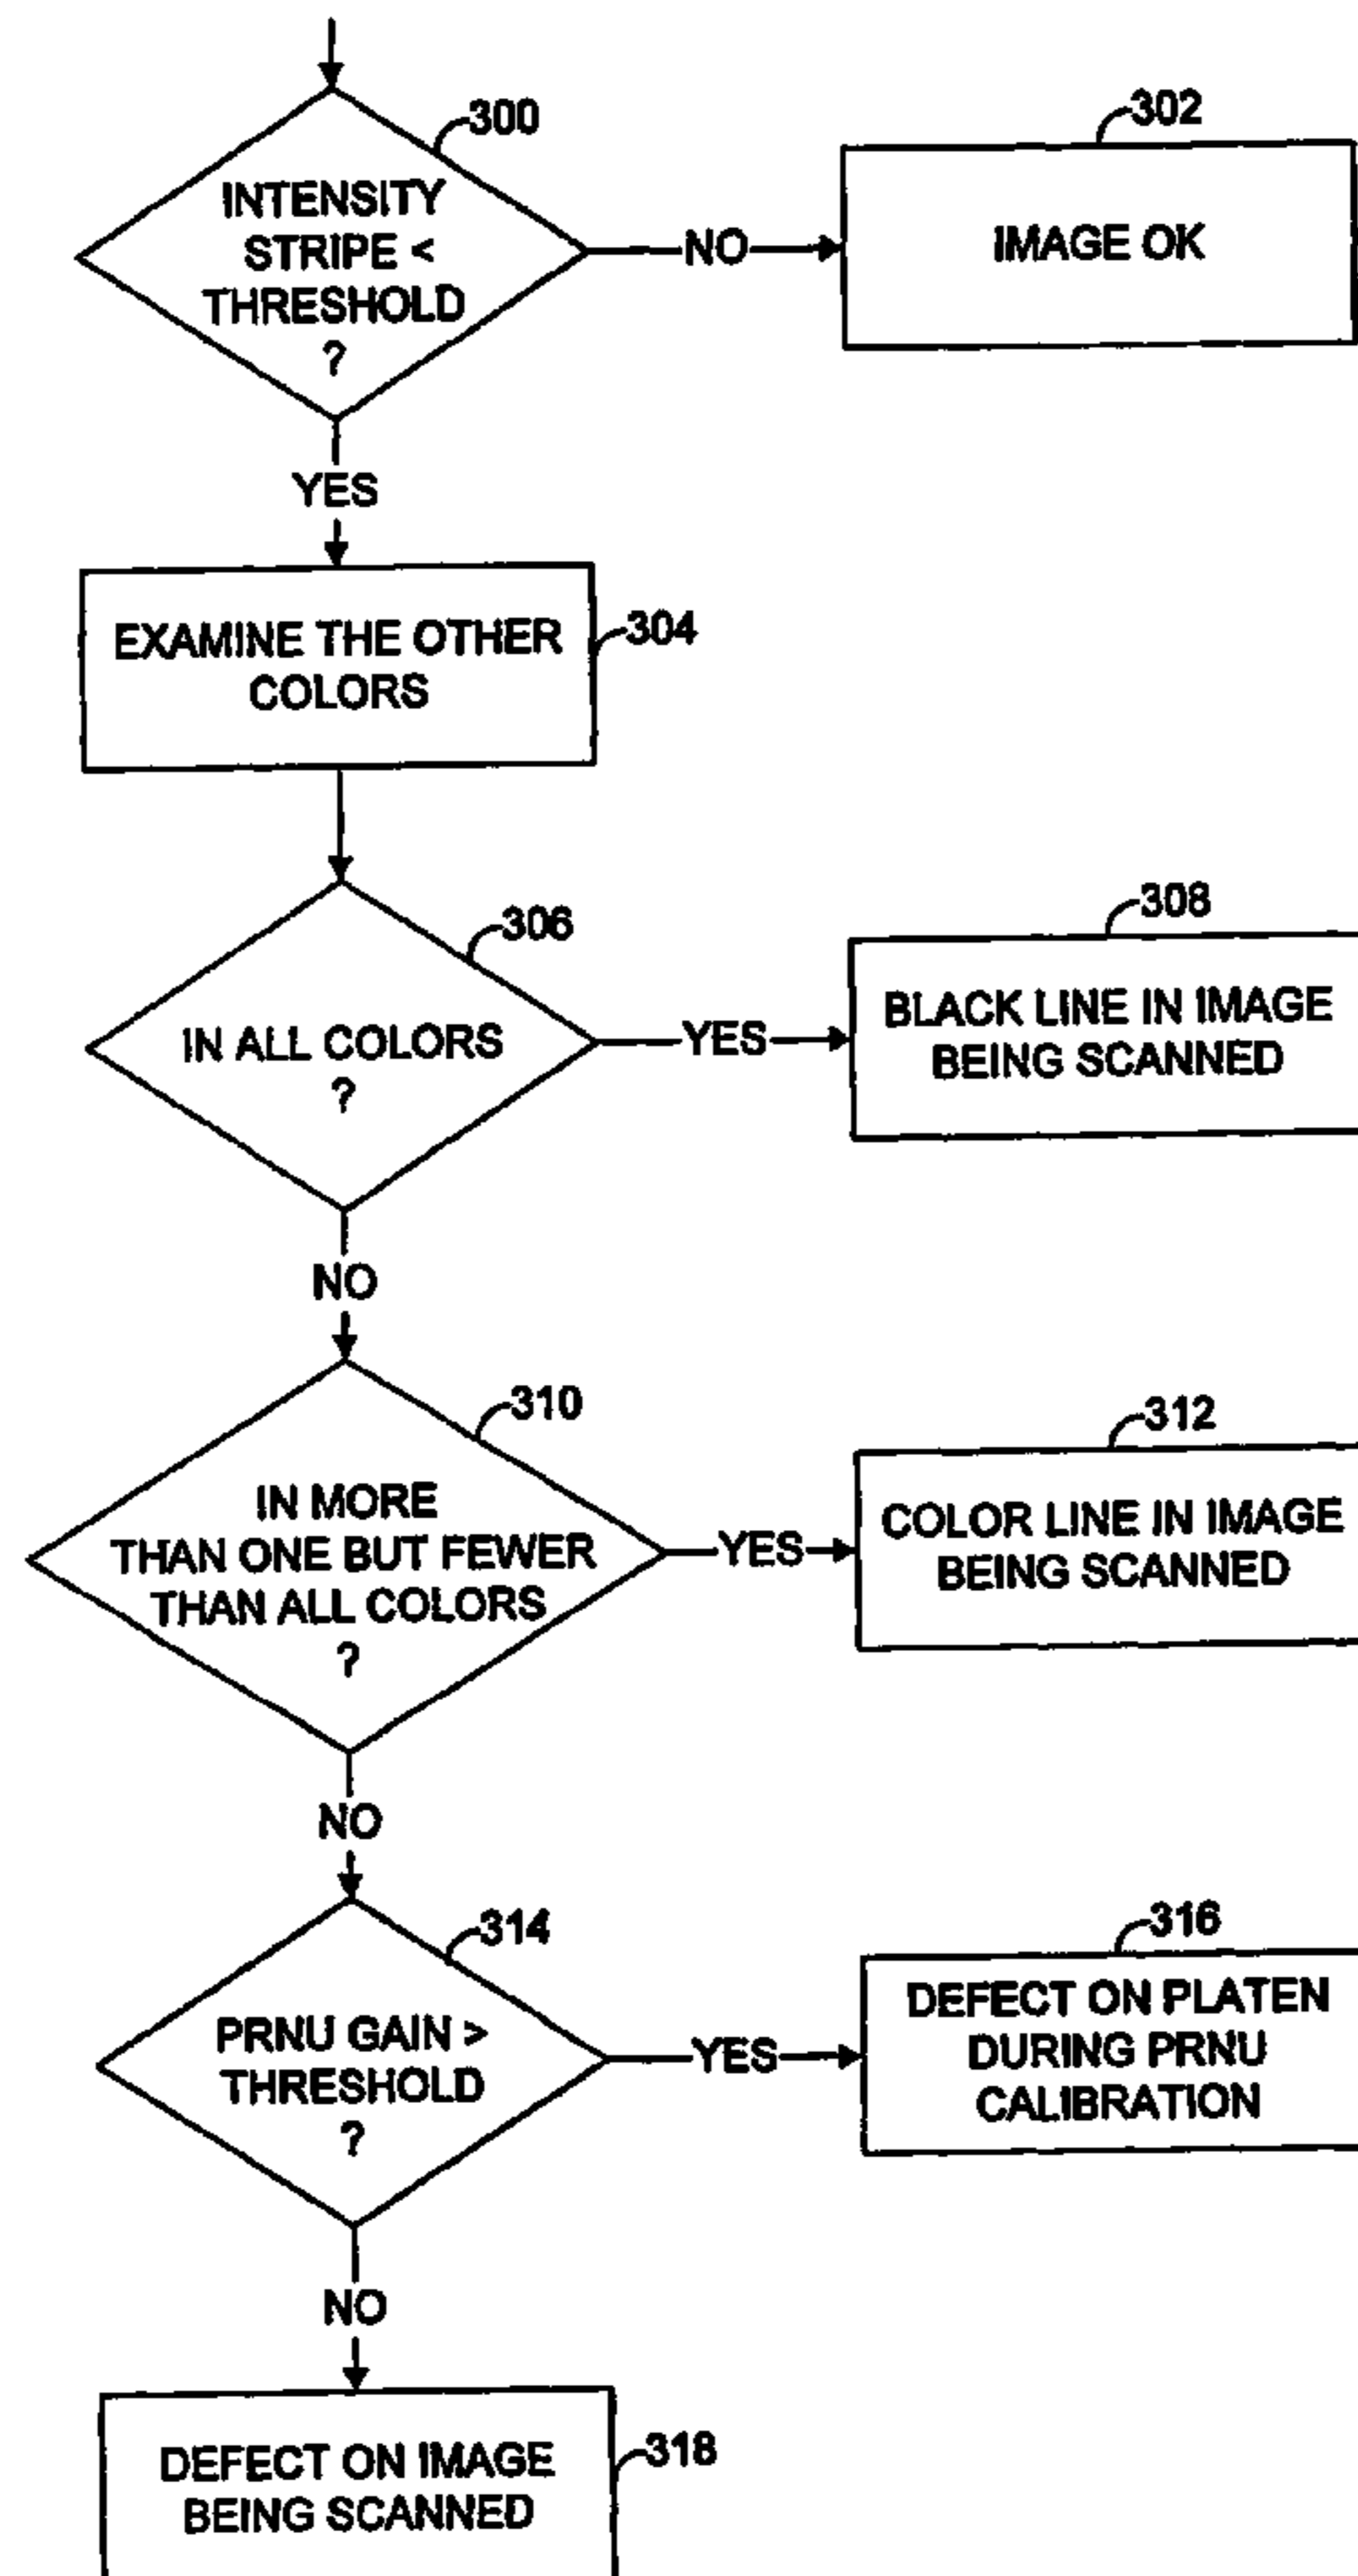 300
INTENSITY
STRIPE <
THRESHOLD
?
NO
302
IMAGE OK
YES
304
EXAMINE THE OTHER
COLORS
306
IN ALL COLORS
?
YES
308
BLACK LINE IN IMAGE
BEING SCANNED
NO
310
IN MORE
THAN ONE BUT FEWER
THAN ALL COLORS
?
YES
312
COLOR LINE IN IMAGE
BEING SCANNED
NO
314
PRNU GAIN >
THRESHOLD
?
YES
316
DEFECT ON PLATEN
DURING PRNU
CALIBRATION
NO
318
DEFECT ON IMAGE
BEING SCANNED